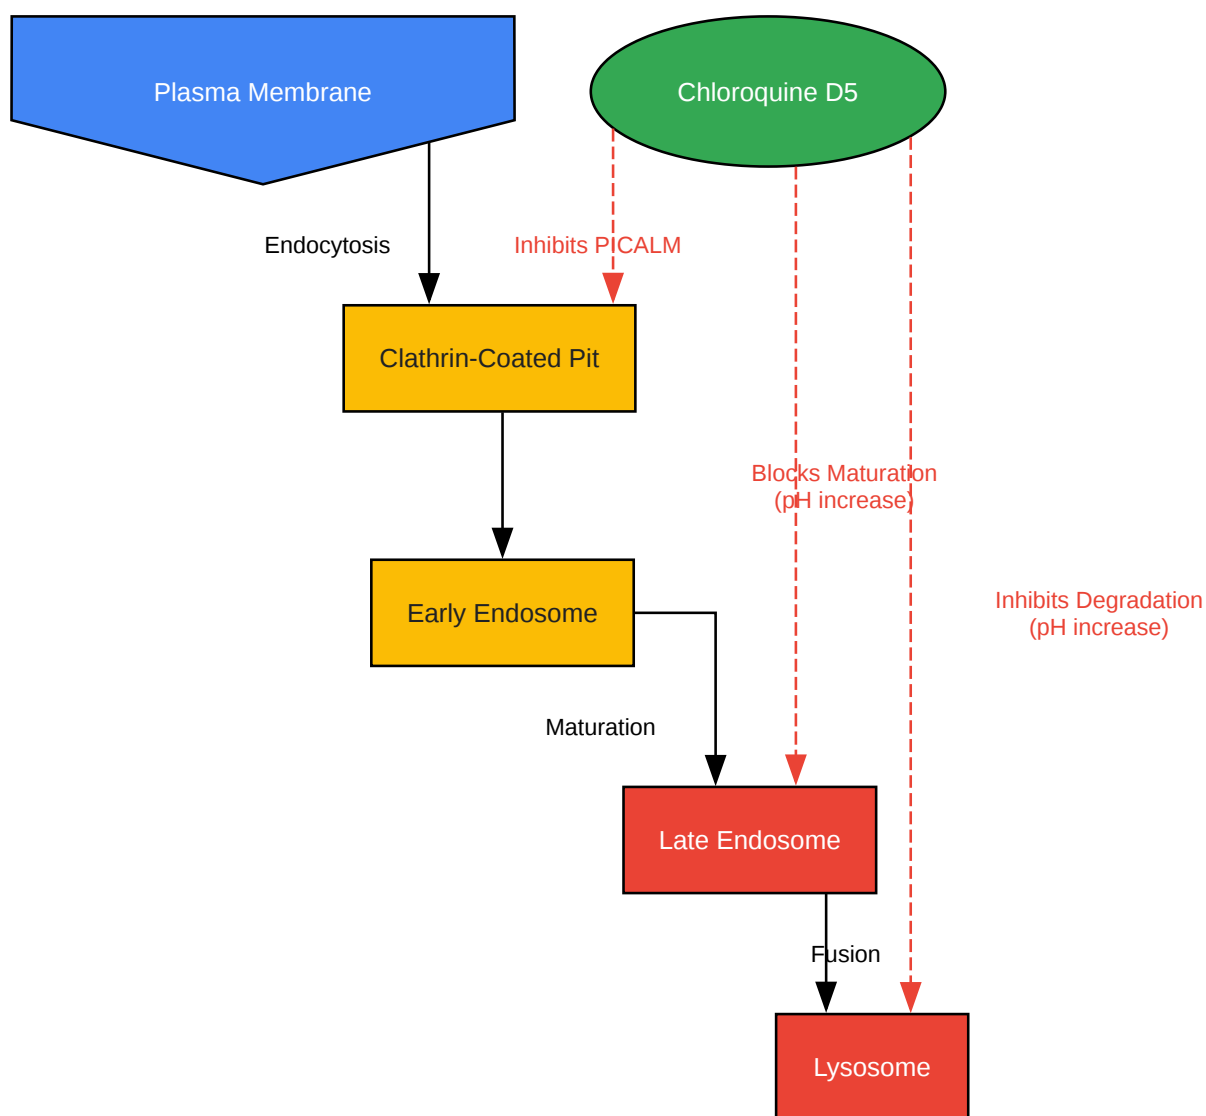 Plasma Membrane
Chloroquine D5
Endocytosis
Inhibits PICALM
Clathrin-Coated Pit
Blocks Maturation
(pH increase)
Early Endosome
Inhibits Degradation
(pH increase)
Maturation
Late Endosome
Fusion
Lysosome